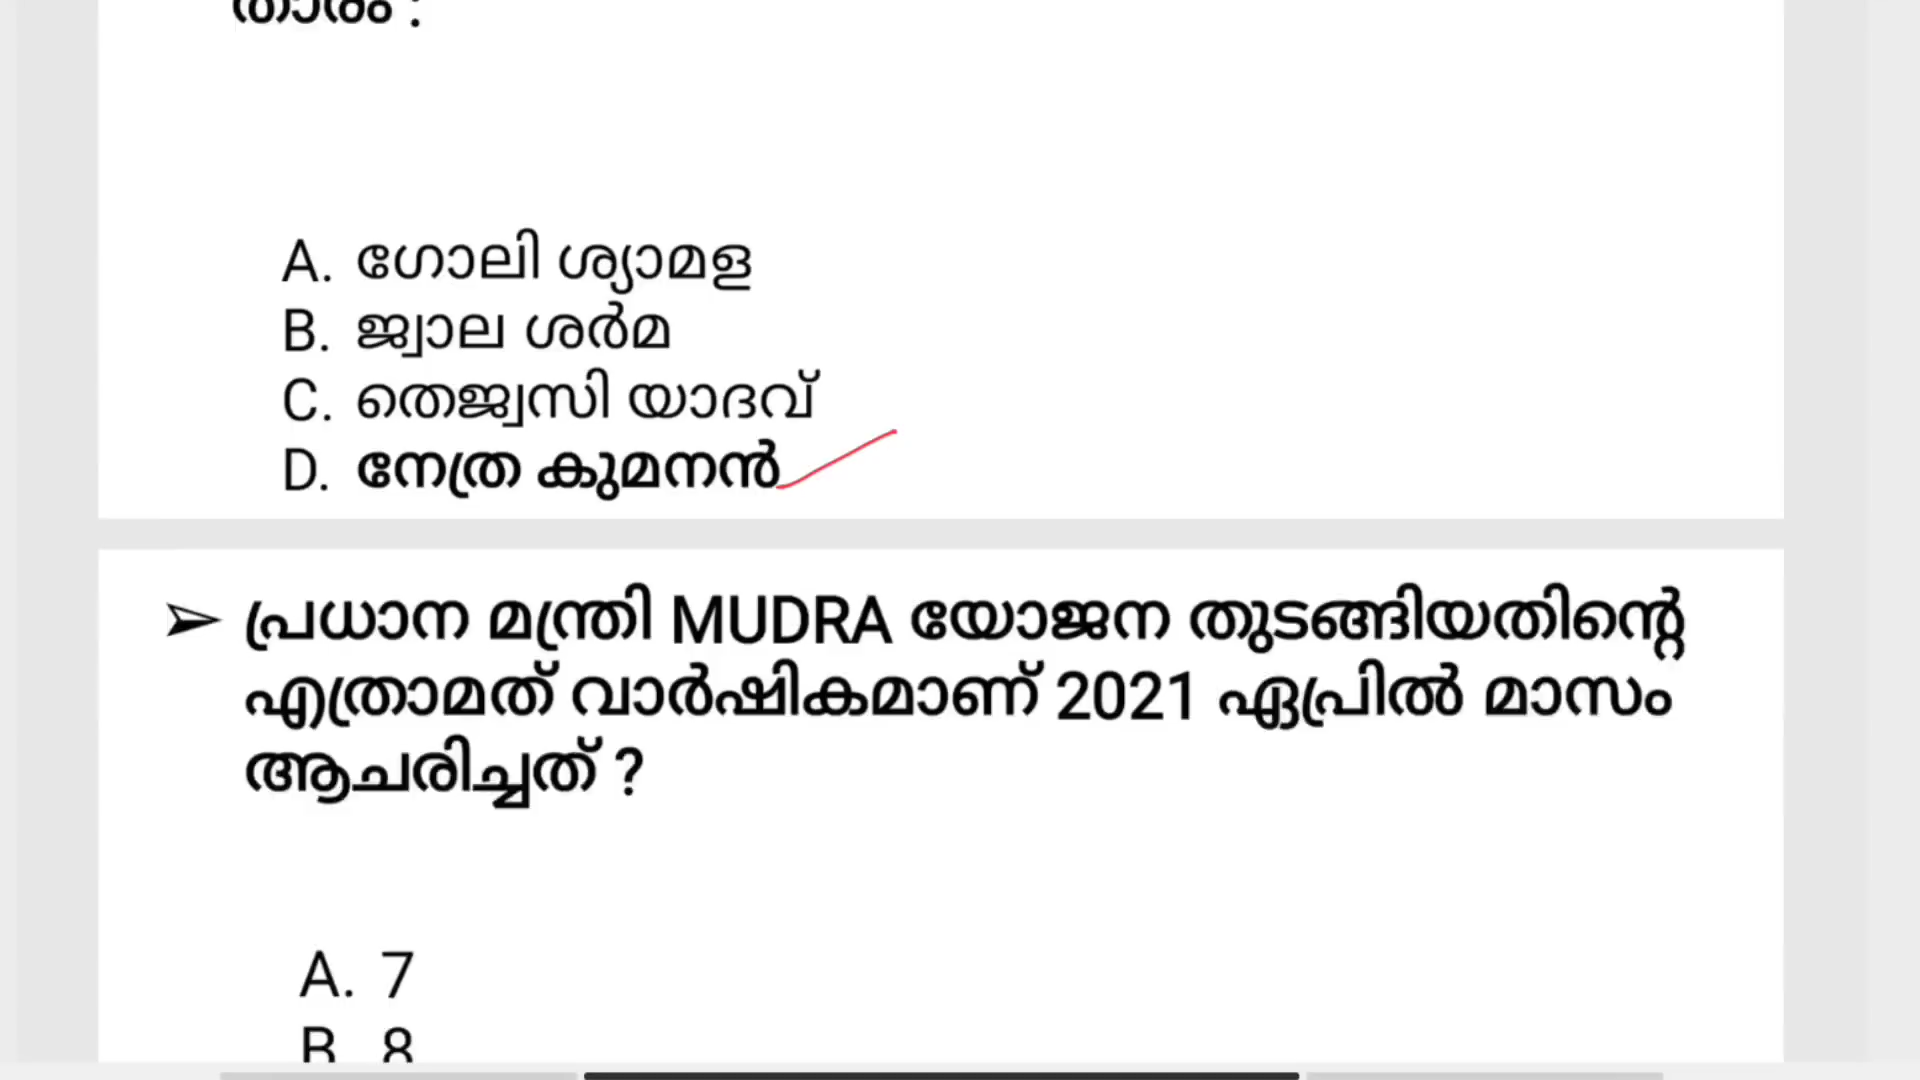 താരം :
A. ഗോലി ശ്യാമള
B. ജ്വാല ശർമ
C. തെജ്വസി യാദവ്
D. നേത്ര കുമനൻ
➢ പ്രധാന മന്ത്രി MUDRA യോജന തുടങ്ങിയതിന്റെ
എത്രാമത് വാർഷികമാണ് 2021 ഏപ്രിൽ മാസം
ആചരിച്ചത് ?
A. 7
B. 8